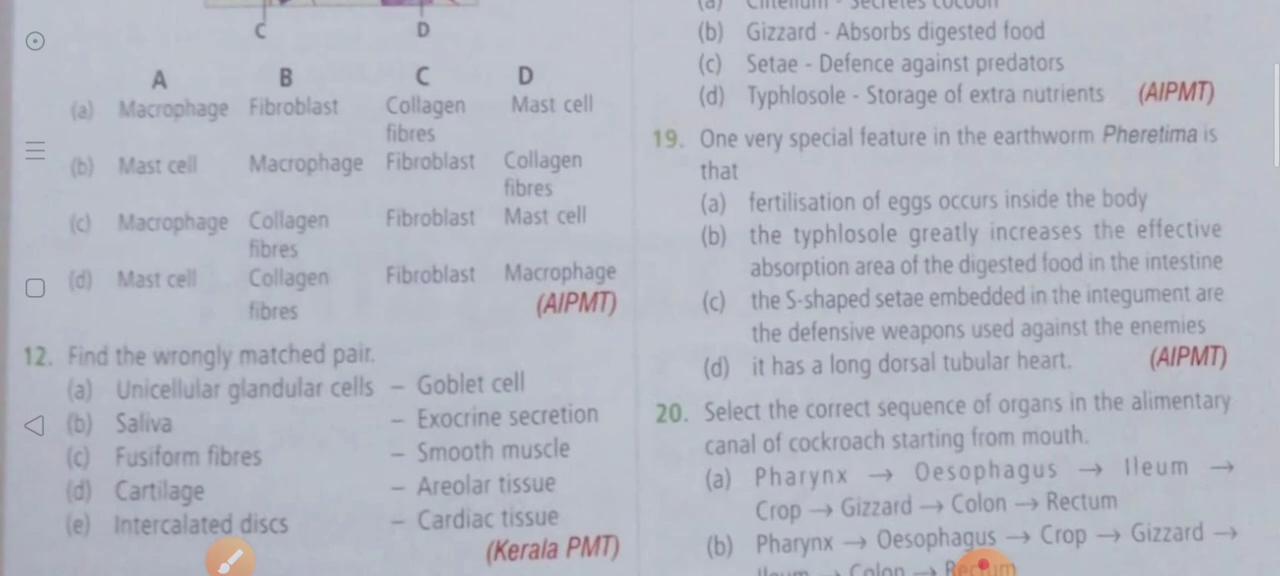 C D
A B C D
(a) Macrophage Fibroblast Collagen Mast cell
fibres
(b) Mast cell Macrophage Fibroblast Collagen
fibres
(c) Macrophage Collagen Fibroblast Mast cell
fibres
(d) Mast cell Collagen Fibroblast Macrophage
fibres (AIPMT)
12. Find the wrongly matched pair.
(a) Unicellular glandular cells – Goblet cell
(b) Saliva – Exocrine secretion
(c) Fusiform fibres – Smooth muscle
(d) Cartilage – Areolar tissue
(e) Intercalated discs – Cardiac tissue
(Kerala PMT)
(a) Clitellum - Secretes cocoon
(b) Gizzard - Absorbs digested food
(c) Setae - Defence against predators
(d) Typhlosole - Storage of extra nutrients (AIPMT)
19. One very special feature in the earthworm Pheretima is
that
(a) fertilisation of eggs occurs inside the body
(b) the typhlosole greatly increases the effective
absorption area of the digested food in the intestine
(c) the S-shaped setae embedded in the integument are
the defensive weapons used against the enemies
(d) it has a long dorsal tubular heart. (AIPMT)
20. Select the correct sequence of organs in the alimentary
canal of cockroach starting from mouth.
(a) Pharynx → Oesophagus → Ileum →
Crop → Gizzard → Colon → Rectum
(b) Pharynx → Oesophagus → Crop → Gizzard →
Ileum → Colon → Rectum